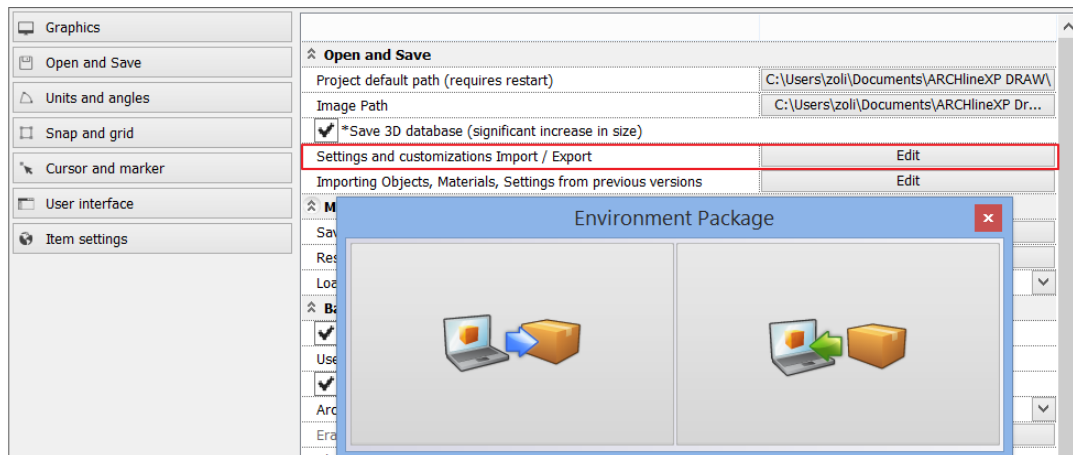 Graphics
Open and Save
Units and angles
Snap and grid
Cursor and marker
User interface
Item settings
Open and Save
Project default path (requires restart) C:\Users\zoli\Documents\ARCHlineXP DRAW\
Image Path C:\Users\zoli\Documents\ARCHlineXP Dr...
*Save 3D database (significant increase in size)
Settings and customizations Import / Export Edit
Importing Objects, Materials, Settings from previous versions Edit
Environment Package